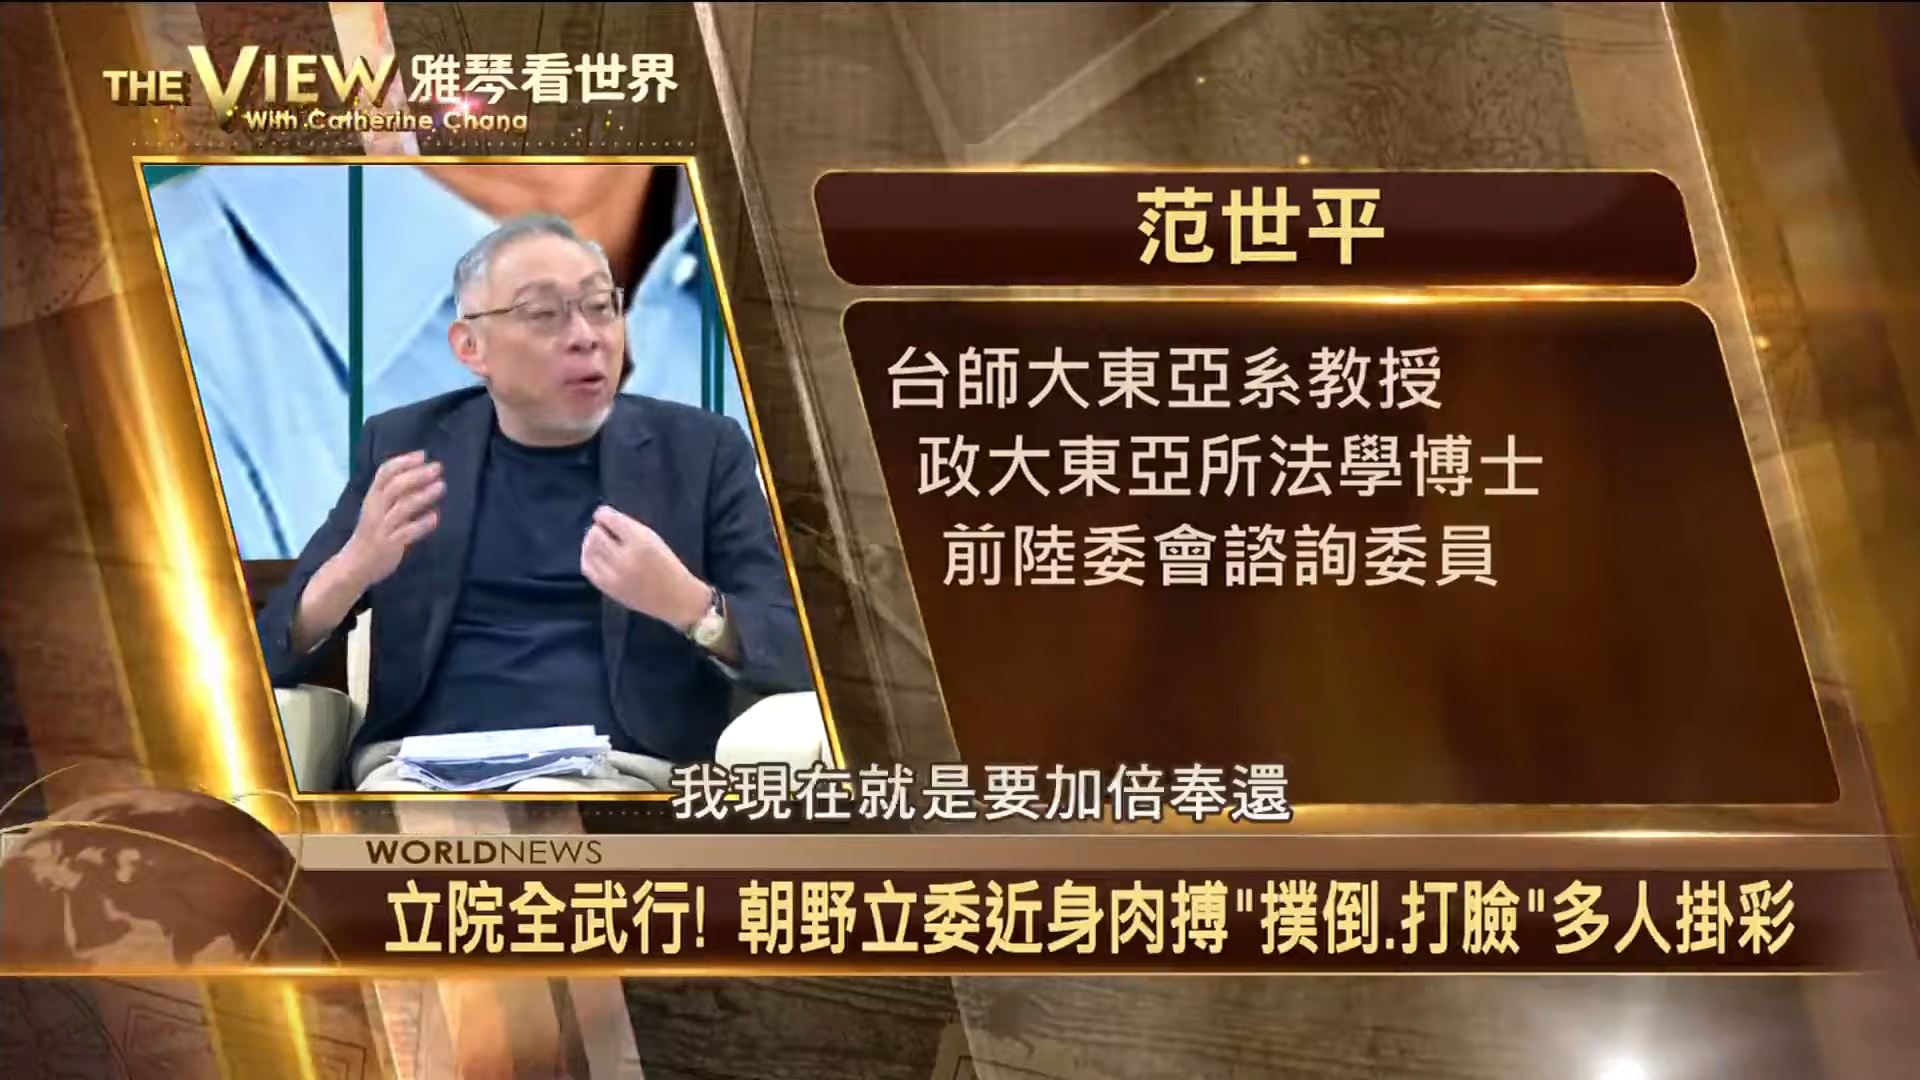 THE VIEW 雅琴看世界
With Catherine Chang
范世平
台師大東亞系教授
政大東亞所法學博士
前陸委會諮詢委員
我現在就是要加倍奉還
WORLDNEWS
立院全武行! 朝野立委近身肉搏"撲倒.打臉"多人掛彩